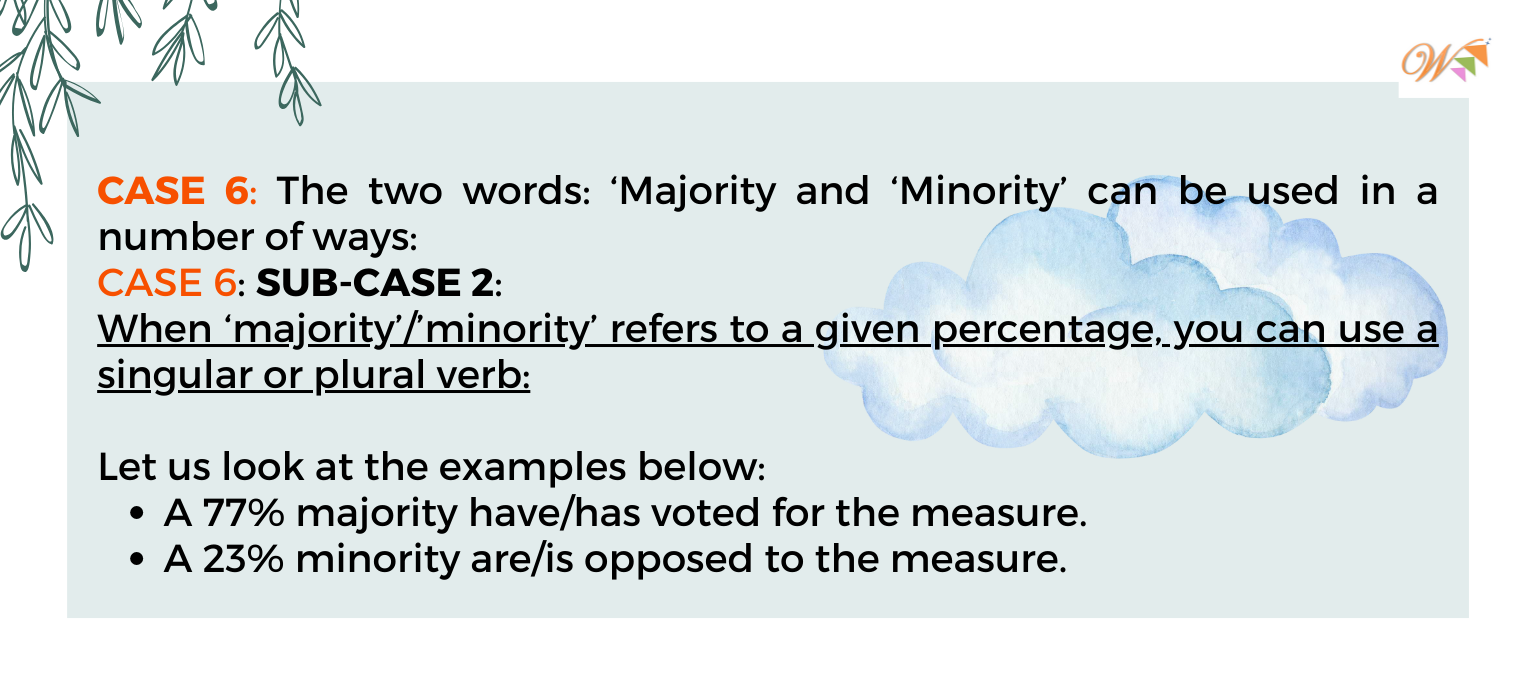 CASE 6: The two words: ‘Majority and ‘Minority’ can be used in a
number of ways:
CASE 6: SUB-CASE 2:
When ‘majority’/’minority’ refers to a given percentage, you can use a
singular or plural verb:
Let us look at the examples below:
• A 77% majority have/has voted for the measure.
• A 23% minority are/is opposed to the measure.
W